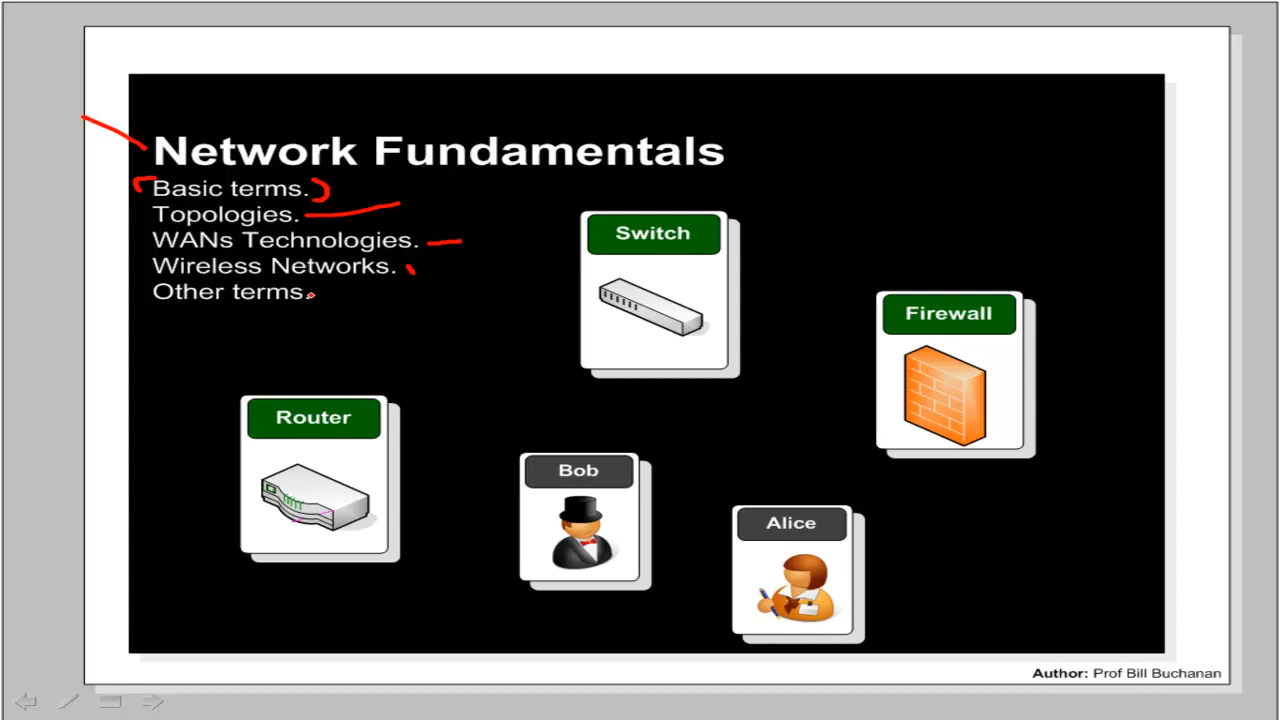 Network Fundamentals
Basic terms.
Topologies.
WANs Technologies.
Wireless Networks.
Other terms.
Switch
Firewall
Router
Bob
Alice
Author: Prof Bill Buchanan